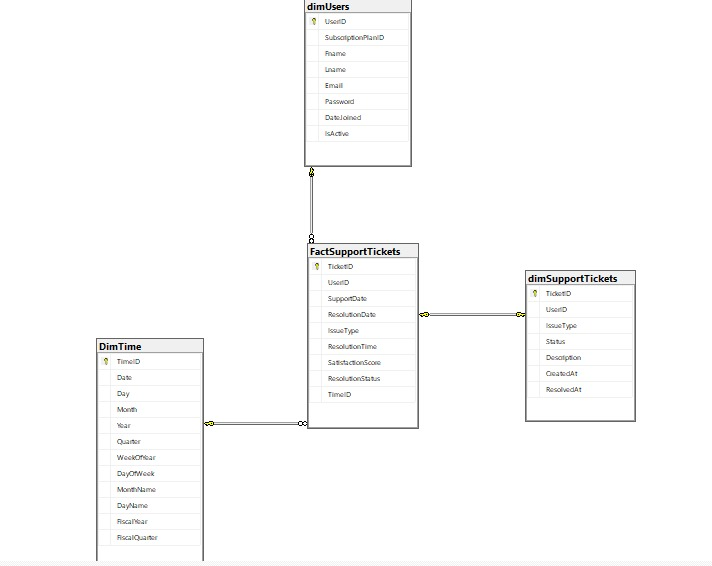 dimUsers
UserID
SubscriptionPlanID
Fname
Lname
Email
Password
DateJoined
IsActive
FactSupportTickets
TicketID
UserID
SupportDate
ResolutionDate
IssueType
ResolutionTime
SatisfactionScore
ResolutionStatus
TimeID
dimSupportTickets
TicketID
UserID
IssueType
Status
Description
CreatedAt
ResolvedAt
DimTime
TimeID
Date
Day
Month
Year
Quarter
WeekOfYear
DayOfWeek
MonthName
DayName
FiscalYear
FiscalQuarter